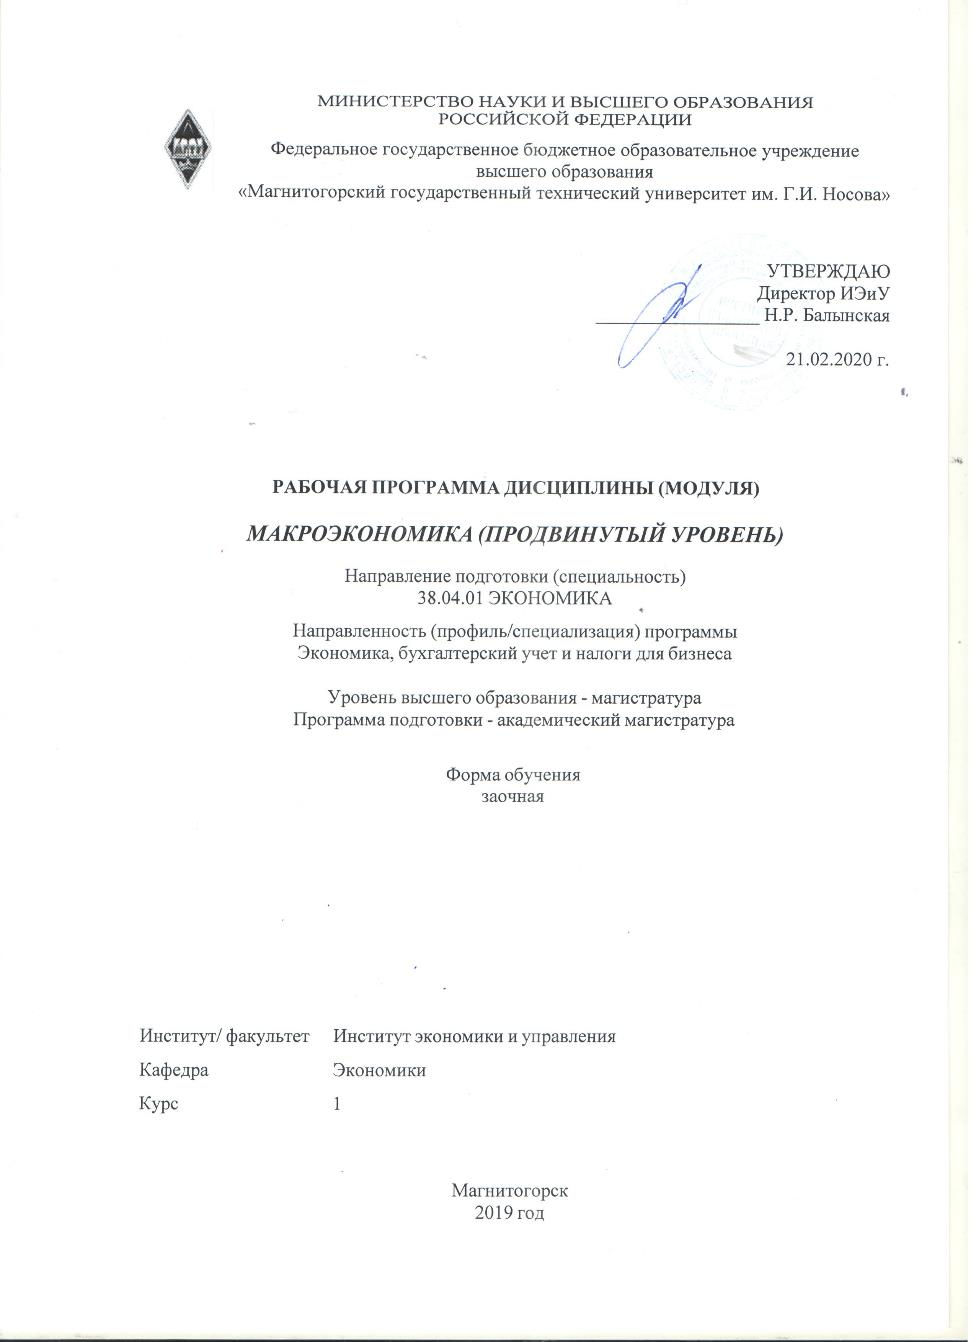 МИНИСТЕРСТВО НАУКИ И ВЫСШЕГО ОБРАЗОВАНИЯ
РОССИЙСКОЙ ФЕДЕРАЦИИ
Федеральное государственное бюджетное образовательное учреждение
высшего образования
«Магнитогорский государственный технический университет им. Г.И. Носова»
УТВЕРЖДАЮ
Директор ИЭиУ
Н.Р. Балынская
21.02.2020 г.
РАБОЧАЯ ПРОГРАММА ДИСЦИПЛИНЫ (МОДУЛЯ)
МАКРОЭКОНОМИКА (ПРОДВИНУТЫЙ УРОВЕНЬ)
Направление подготовки (специальность)
38.04.01 ЭКОНОМИКА
Направленность (профиль/специализация) программы
Экономика, бухгалтерский учет и налоги для бизнеса
Уровень высшего образования - магистратура
Программа подготовки - академический магистратура
Форма обучения
заочная
Институт/ факультет Институт экономики и управления
Кафедра Экономики
Курс 1
Магнитогорск
2019 год